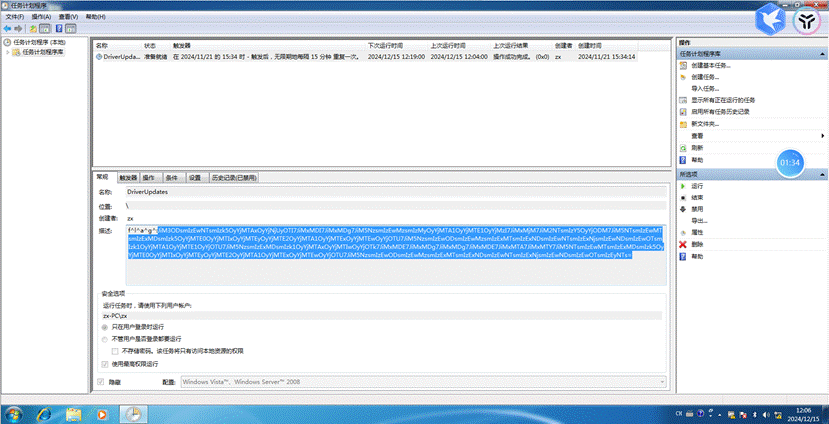 任务计划程序
文件(F) 操作(A) 查看(V) 帮助(H)
任务计划程序 (本地)
任务计划程序库
名称 状态 触发器 下次运行时间 上次运行时间 上次运行结果 创建者 创建时间
DriverUpda... 准备就绪 在 2024/11/21 的 15:34 时 - 触发后，无限期地每隔 15 分钟 重复一次。 2024/12/15 12:19:00 2024/12/15 12:04:00 操作成功完成。 (0x0) zx 2024/11/21 15:34:14
常规 触发器 操作 条件 设置 历史记录(已禁用)
名称: DriverUpdates
位置: \
创建者: zx
描述:
安全选项
运行任务时，请使用下列用户帐户:
zx-PC\zx
只在用户登录时运行
不管用户是否登录都要运行
不存储密码。该任务将只有访问本地资源的权限
使用最高权限运行
隐藏 配置: Windows Vista™、Windows Server™ 2008
操作
任务计划程序库
创建基本任务...
创建任务...
导入任务...
显示所有正在运行的任务
启用所有任务历史记录
新文件夹...
查看
刷新
帮助
01:34
所选项
运行
结束
禁用
导出...
属性
删除
帮助
CH
12:06
2024/12/15